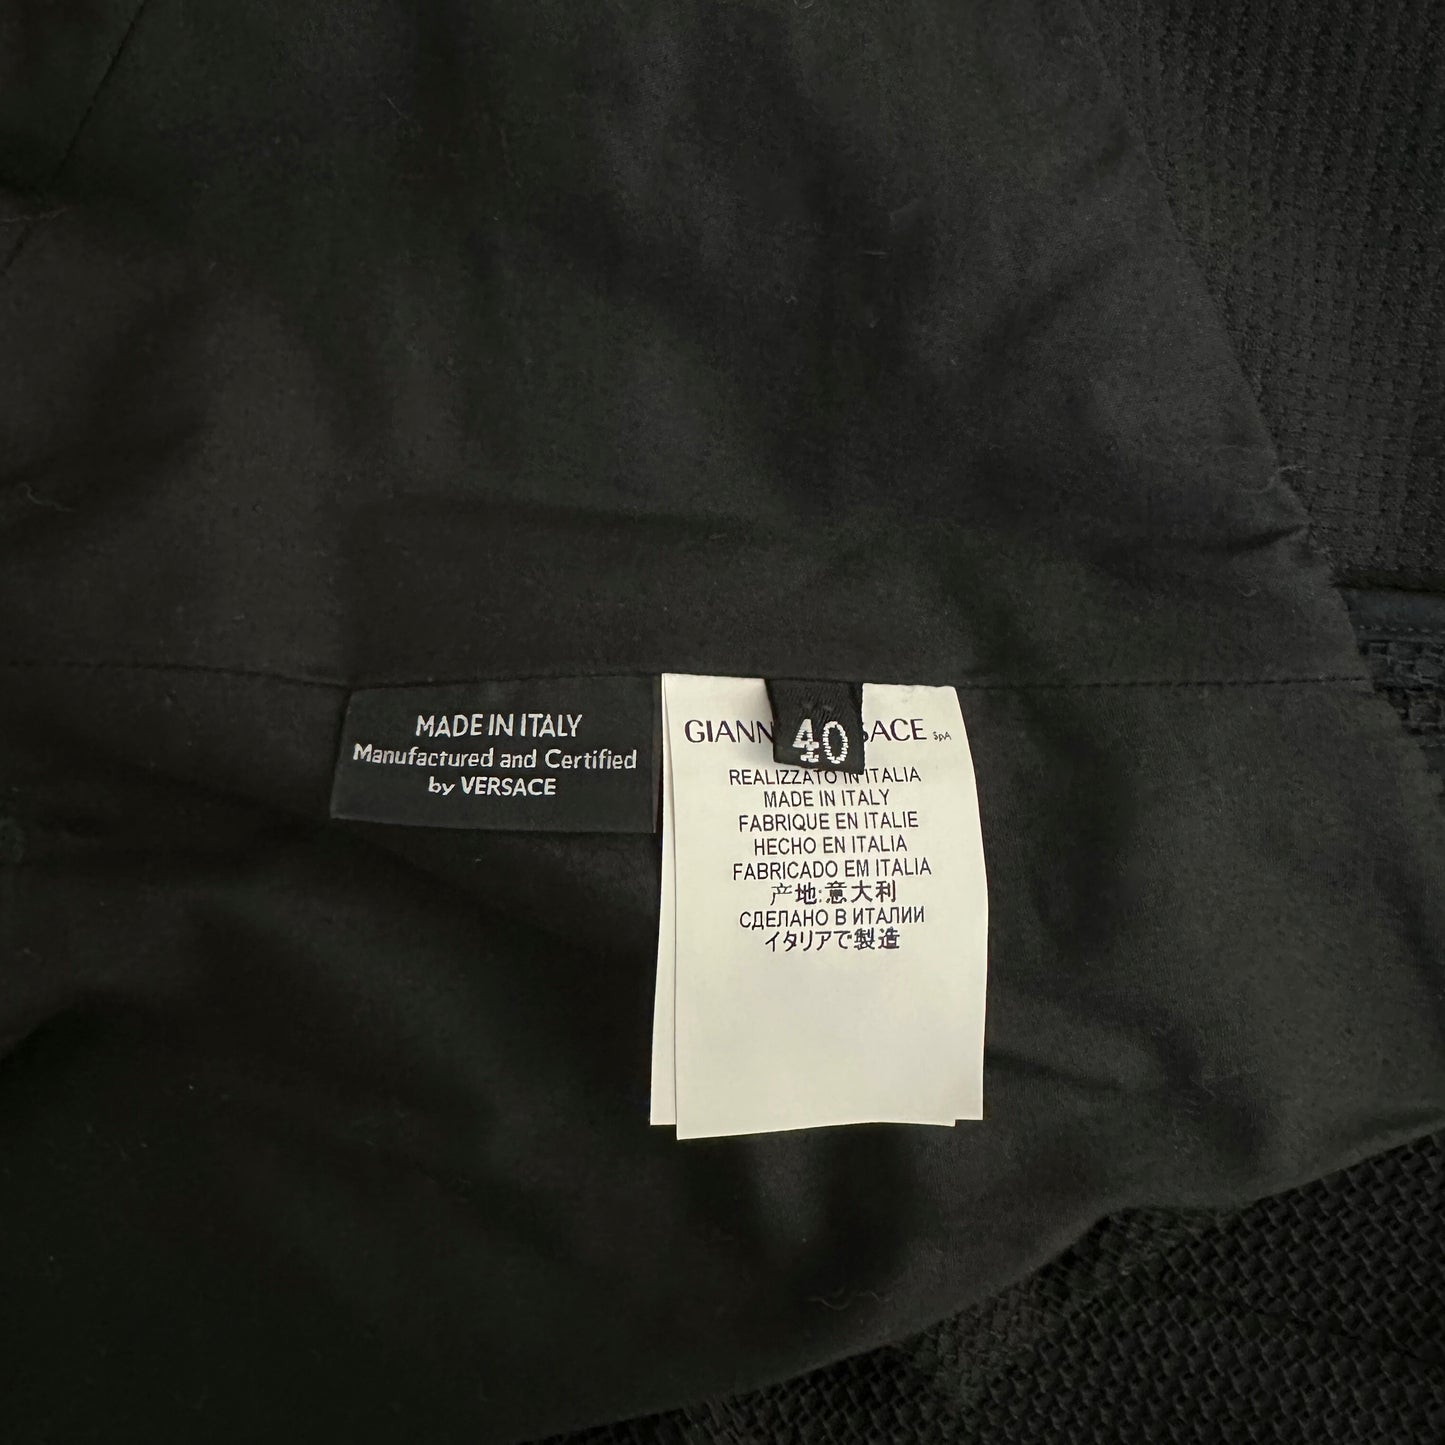 MADE IN ITALY
Manufactured and Certified
by VERSACE
40
GIANN ACE SpA
REALIZZATO IN ITALIA
MADE IN ITALY
FABRIQUE EN ITALIE
HECHO EN ITALIA
FABRICADO EM ITALIA
产地:意大利
СДЕЛАНО В ИТАЛИИ
イタリアで製造